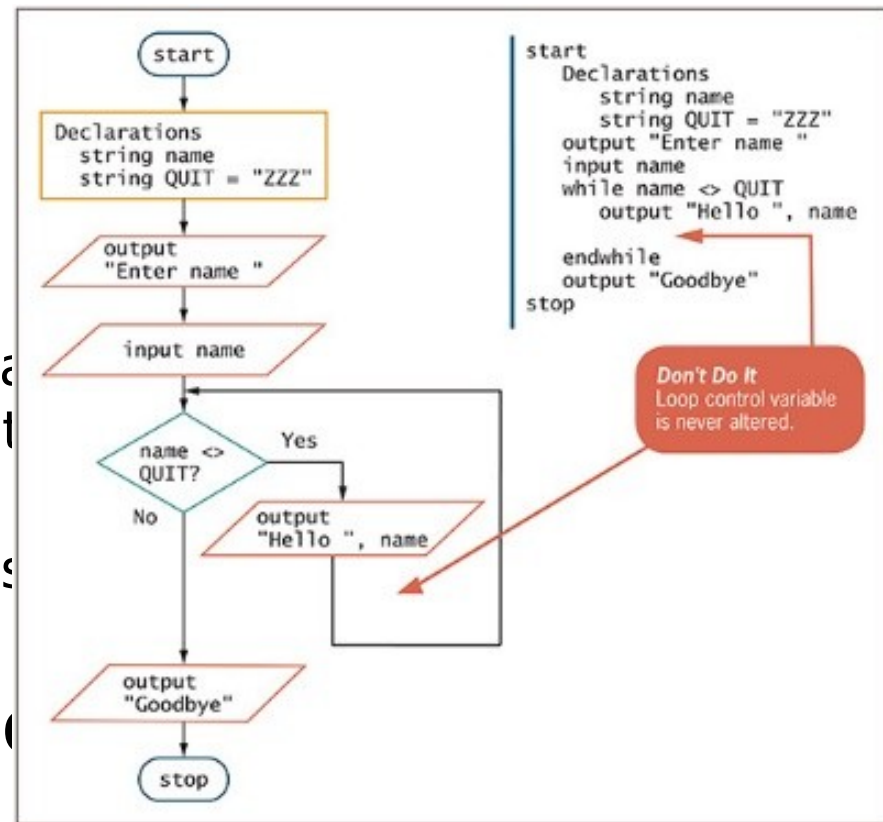 start
Declarations
string name
string QUIT = "ZZZ"
output
"Enter name "
input name
name <>
QUIT?
Yes
No
output
"Hello ", name
output
"Goodbye"
stop
start
Declarations
string name
string QUIT = "ZZZ"
output "Enter name "
input name
while name <> QUIT
output "Hello ", name
endwhile
output "Goodbye"
stop
Don't Do It
Loop control variable
is never altered.